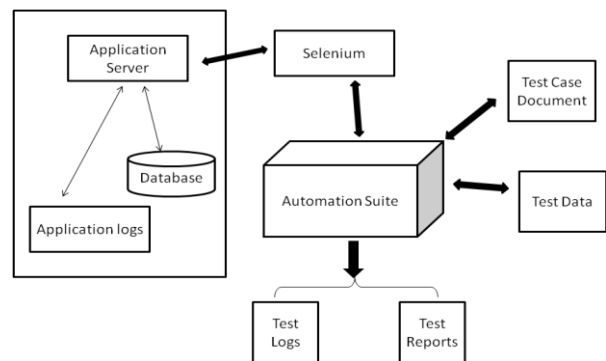 Application
Server
Selenium
Test Case
Document
Database
Automation Suite
Test Data
Application logs
Test
Logs
Test
Reports